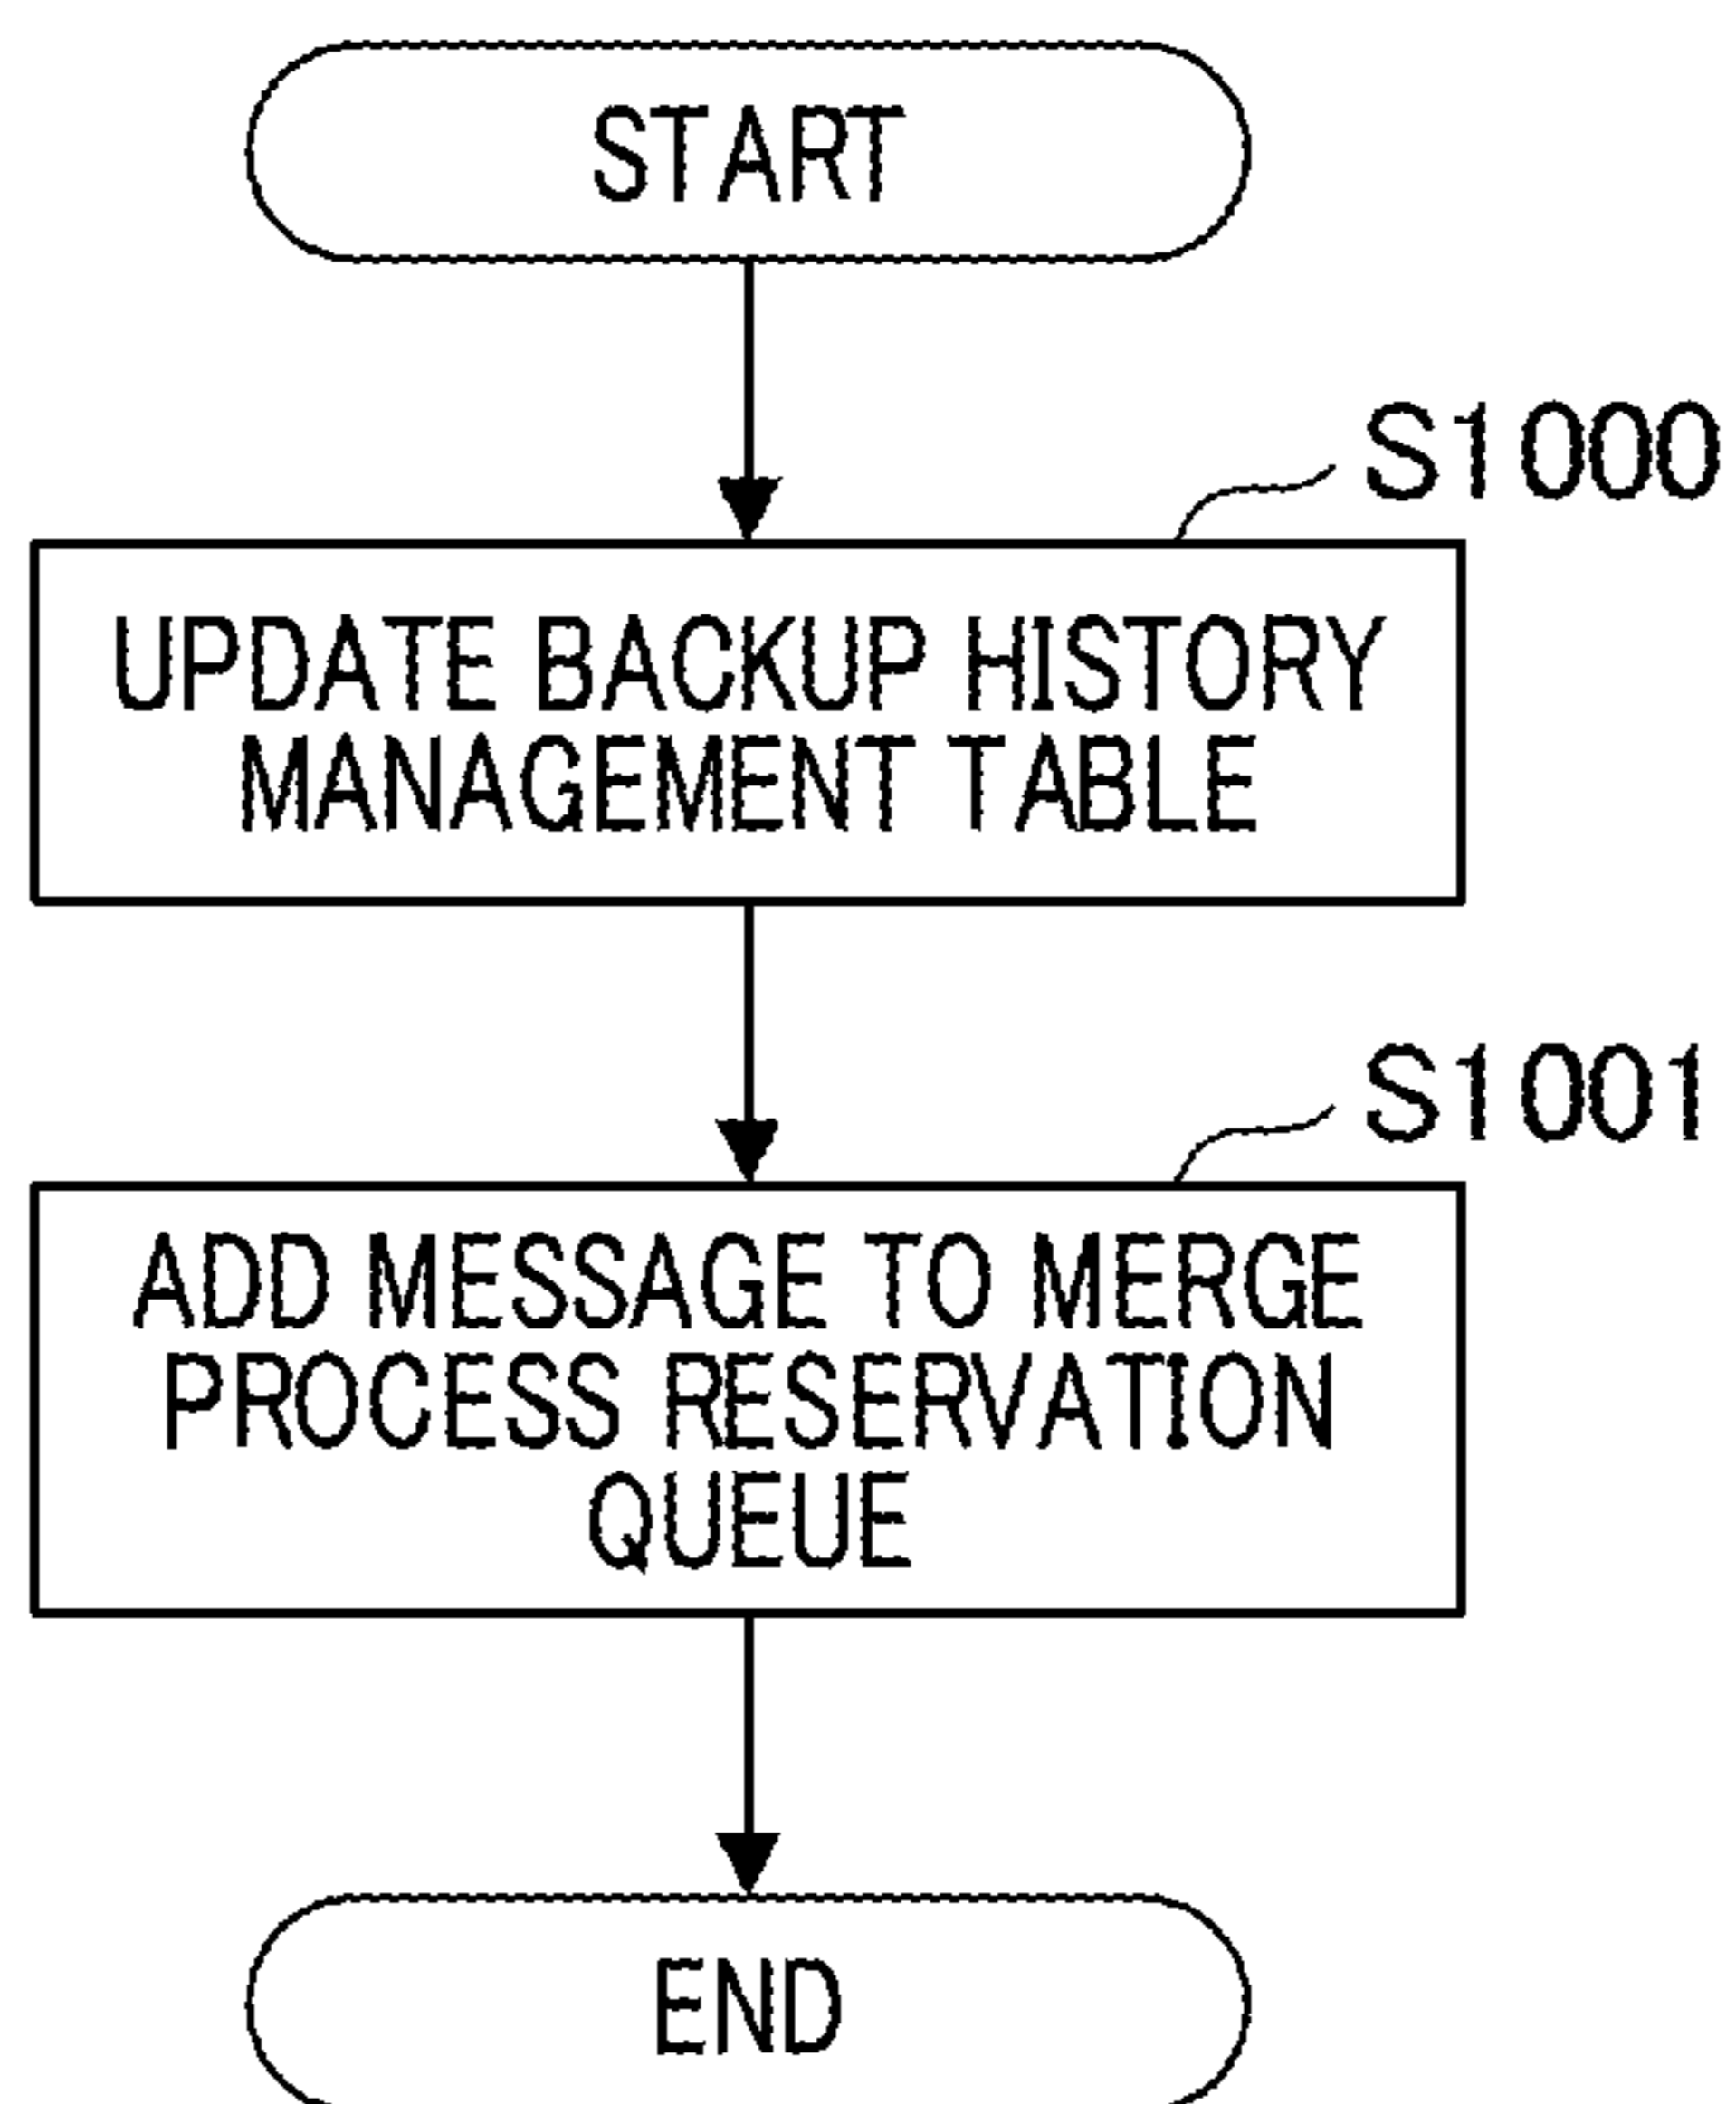 START
S1000
UPDATE BACKUP HISTORY
MANAGEMENT TABLE
S1001
ADD MESSAGE TO MERGE
PROCESS RESERVATION
QUEUE
END